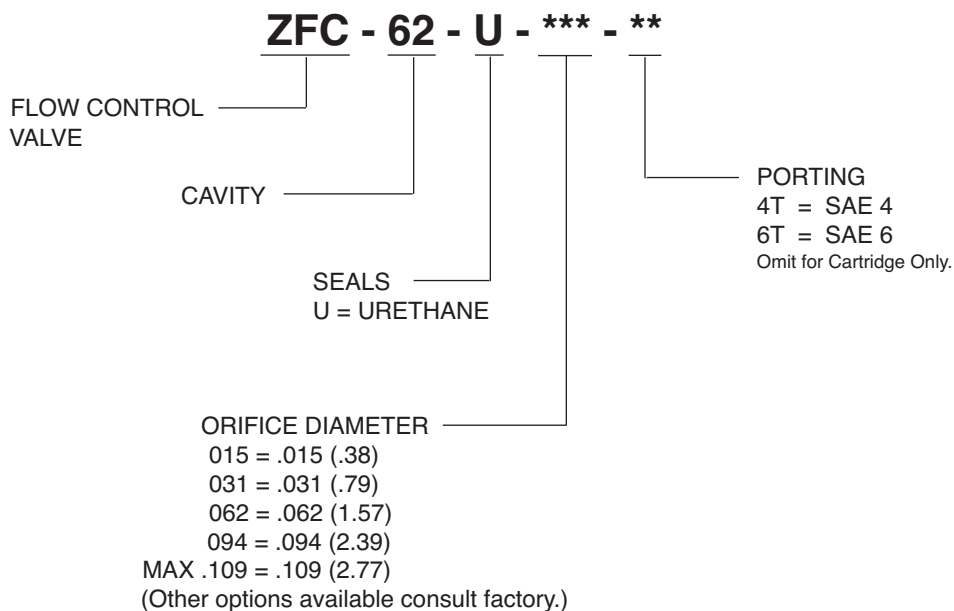 ZFC - 62 - U - *** - **
FLOW CONTROL
VALVE
CAVITY
SEALS
U = URETHANE
ORIFICE DIAMETER
015 = .015 (.38)
031 = .031 (.79)
062 = .062 (1.57)
094 = .094 (2.39)
MAX .109 = .109 (2.77)
(Other options available consult factory.)
PORTING
4T = SAE 4
6T = SAE 6
Omit for Cartridge Only.